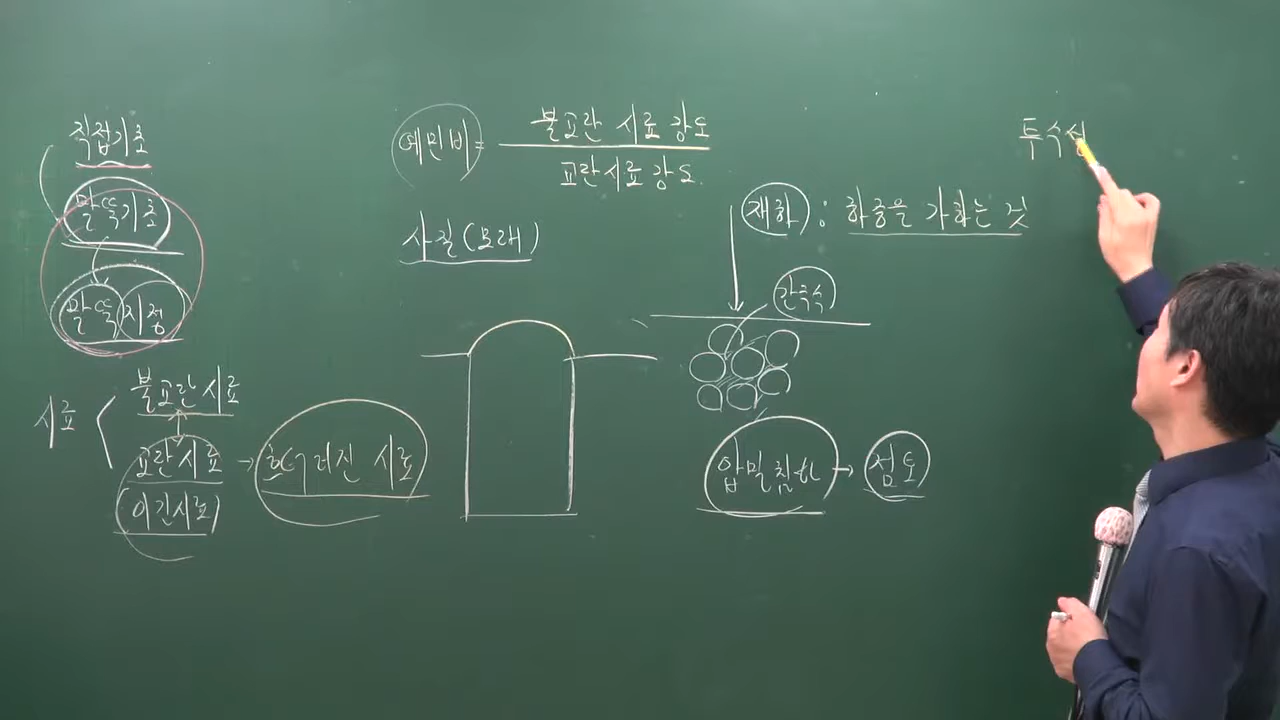 직접기초
말뚝기초
말뚝지정
시료
불교란시료
교란시료
(이긴시료)
→ 흐트러진 시료
예민비 = 불교란 시료 강도
교란시료 강도
사질(모래)
재하 : 하중을 가하는 것
간극수
압밀침하 → 점토
투수성